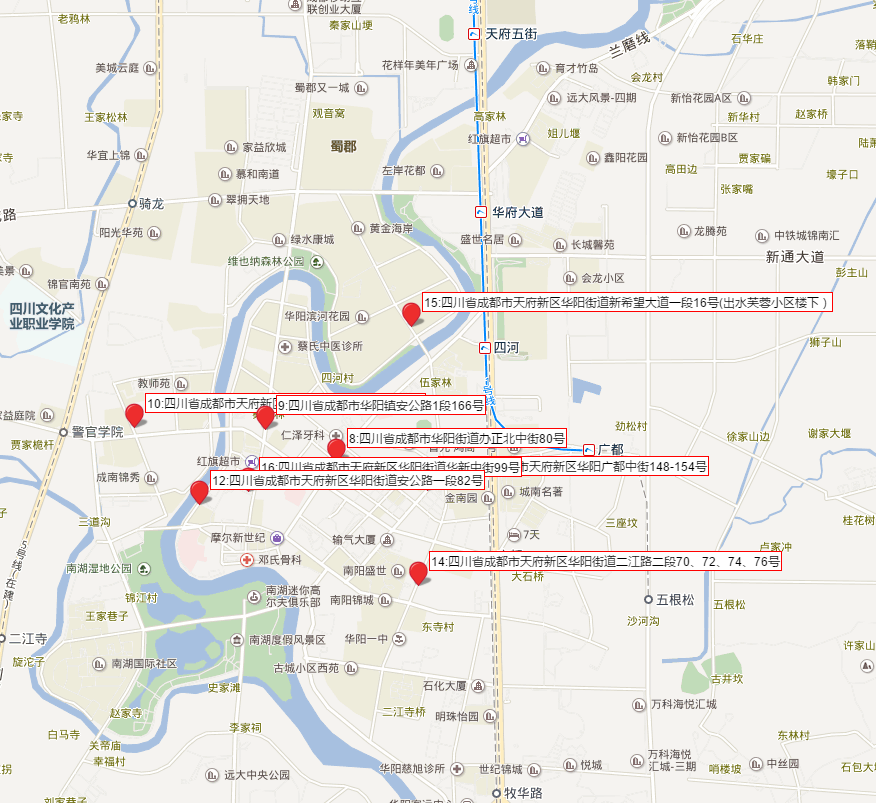 老鸦林
联创业大厦
秦家山埂
天府五街
兰磨线
石华庄
美城云庭
花样年美年广场
育才竹岛
会龙村
韩家门
蜀郡又一城
远大风景-四期
新怡花园A区
王家松林
观音窝
高家林
新华村
赵家桥
红旗超市
姐儿堰
新怡花园B区
蜀郡
华宜上锦
家益欣城
鑫阳花园
贾家碥
高田边
慕和南道
左岸花都
濠子口
张家嘴
骑龙
翠拥天地
华府大道
阳光华苑
黄金海岸
龙腾苑
中铁城锦南汇
绿水康城
盛世名居
长城馨苑
新通大道
维也纳森林公园
彭主山
锦官南苑
会龙小区
15:四川省成都市天府新区华阳街道新希望大道一段16号(出水芙蓉小区楼下）
四川文化产
业职业学院
华阳滨河花园
狮子山
蔡氏中医诊所
四河
四河村
伍家林
1号线
教师苑
10:四川省成都市天府新区
9:四川省成都市华阳镇安公路1段166号
家益庭院
劲松村
警官学院
仁泽牙科
8:四川省成都市华阳街道办正北中街80号
徐家山边
谢家大堰
贾家桅杆
广都
红旗超市
16:四川省成都市天府新区华阳街道华新中街99号
市天府新区华阳广都中街148-154号
成南锦秀
12:四川省成都市天府新区华阳街道安公路一段82号
金南园
城南名著
三道沟
三座坟
桂花树
摩尔新世纪
输气大厦
7天
卢家冲
5号线(在建)
邓氏骨科
14:四川省成都市天府新区华阳街道二江路二段70、72、74、76号
南湖湿地公园
南阳盛世
大石桥
锦江村
南湖迷你高
尔夫俱乐部
南阳锦城
五根松
五根松
王家巷子
东寺村
沙河沟
二江寺
南湖度假风景区
华阳一中
许家山
旋沱子
南湖国际社区
古城小区西苑
史家滩
石化大厦
古井坟
赵家寺
二江寺桥
明珠怡园
万科海悦汇城
白马寺
关帝庙
李家祠
东林村
幸福村
华阳慈旭诊所
世纪锦城
悦城
万科海悦
汇城-三期
哨楼坡
中丝园
石包大
远大中央公园
牧华路